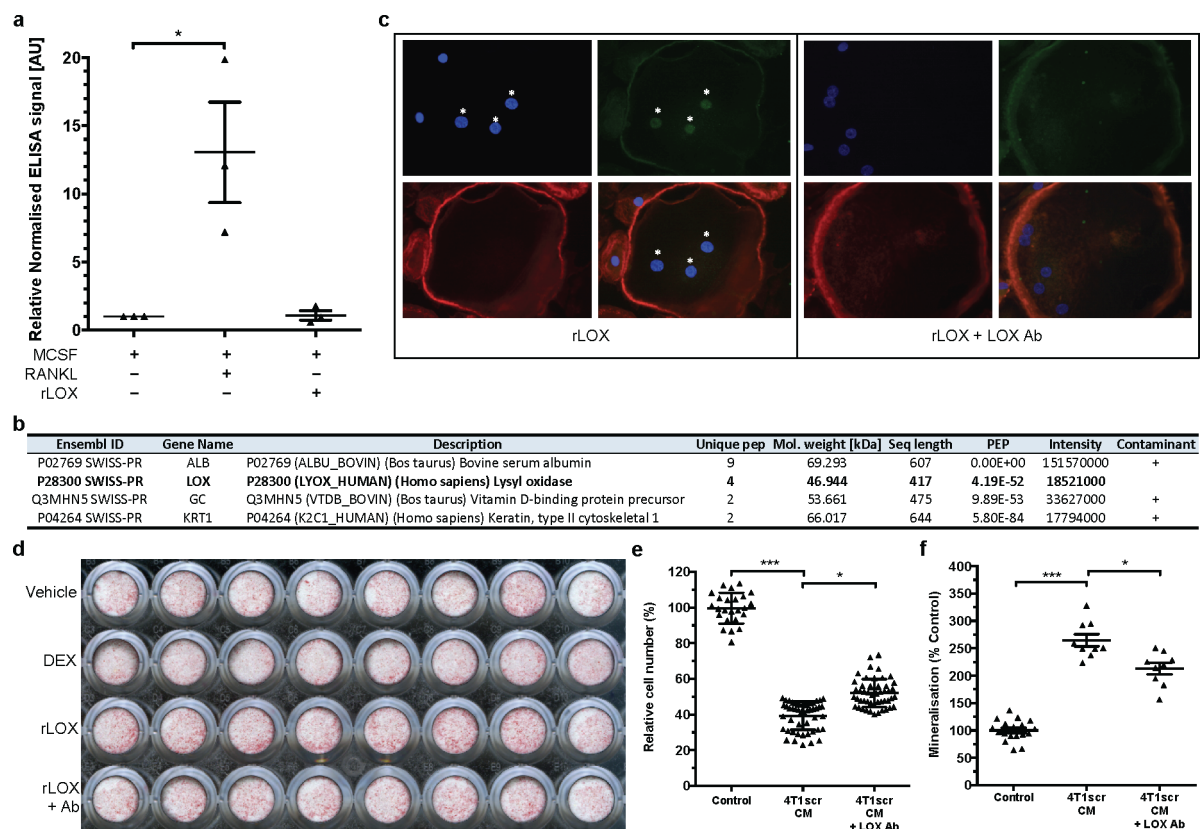 a
*
Relative Normalised ELISA signal [AU]
20
15
10
5
0
MCSF + + +
RANKL – + –
rLOX – – +
c
* * *
* * *
* * *
rLOX
rLOX + LOX Ab
b
Ensembl ID Gene Name Description Unique pep Mol. weight [kDa] Seq length PEP Intensity Contaminant
P02769 SWISS-PR ALB P02769 (ALBU_BOVIN) (Bos taurus) Bovine serum albumin 9 69.293 607 0.00E+00 151570000 +
P28300 SWISS-PR LOX P28300 (LYOX_HUMAN) (Homo sapiens) Lysyl oxidase 4 46.944 417 4.19E-52 18521000
Q3MHN5 SWISS-PR GC Q3MHN5 (VTDB_BOVIN) (Bos taurus) Vitamin D-binding protein precursor 2 53.661 475 9.89E-53 33627000 +
P04264 SWISS-PR KRT1 P04264 (K2C1_HUMAN) (Homo sapiens) Keratin, type II cytoskeletal 1 2 66.017 644 5.80E-84 17794000 +
d
Vehicle
DEX
rLOX
rLOX
+ Ab
e
*** *
Relative cell number (%)
120
100
80
60
40
20
0
Control
4T1scr
CM
4T1scr
CM
+ LOX Ab
f
*** *
Mineralisation (% Control)
400
350
300
250
200
150
100
50
0
Control
4T1scr
CM
4T1scr
CM
+ LOX Ab